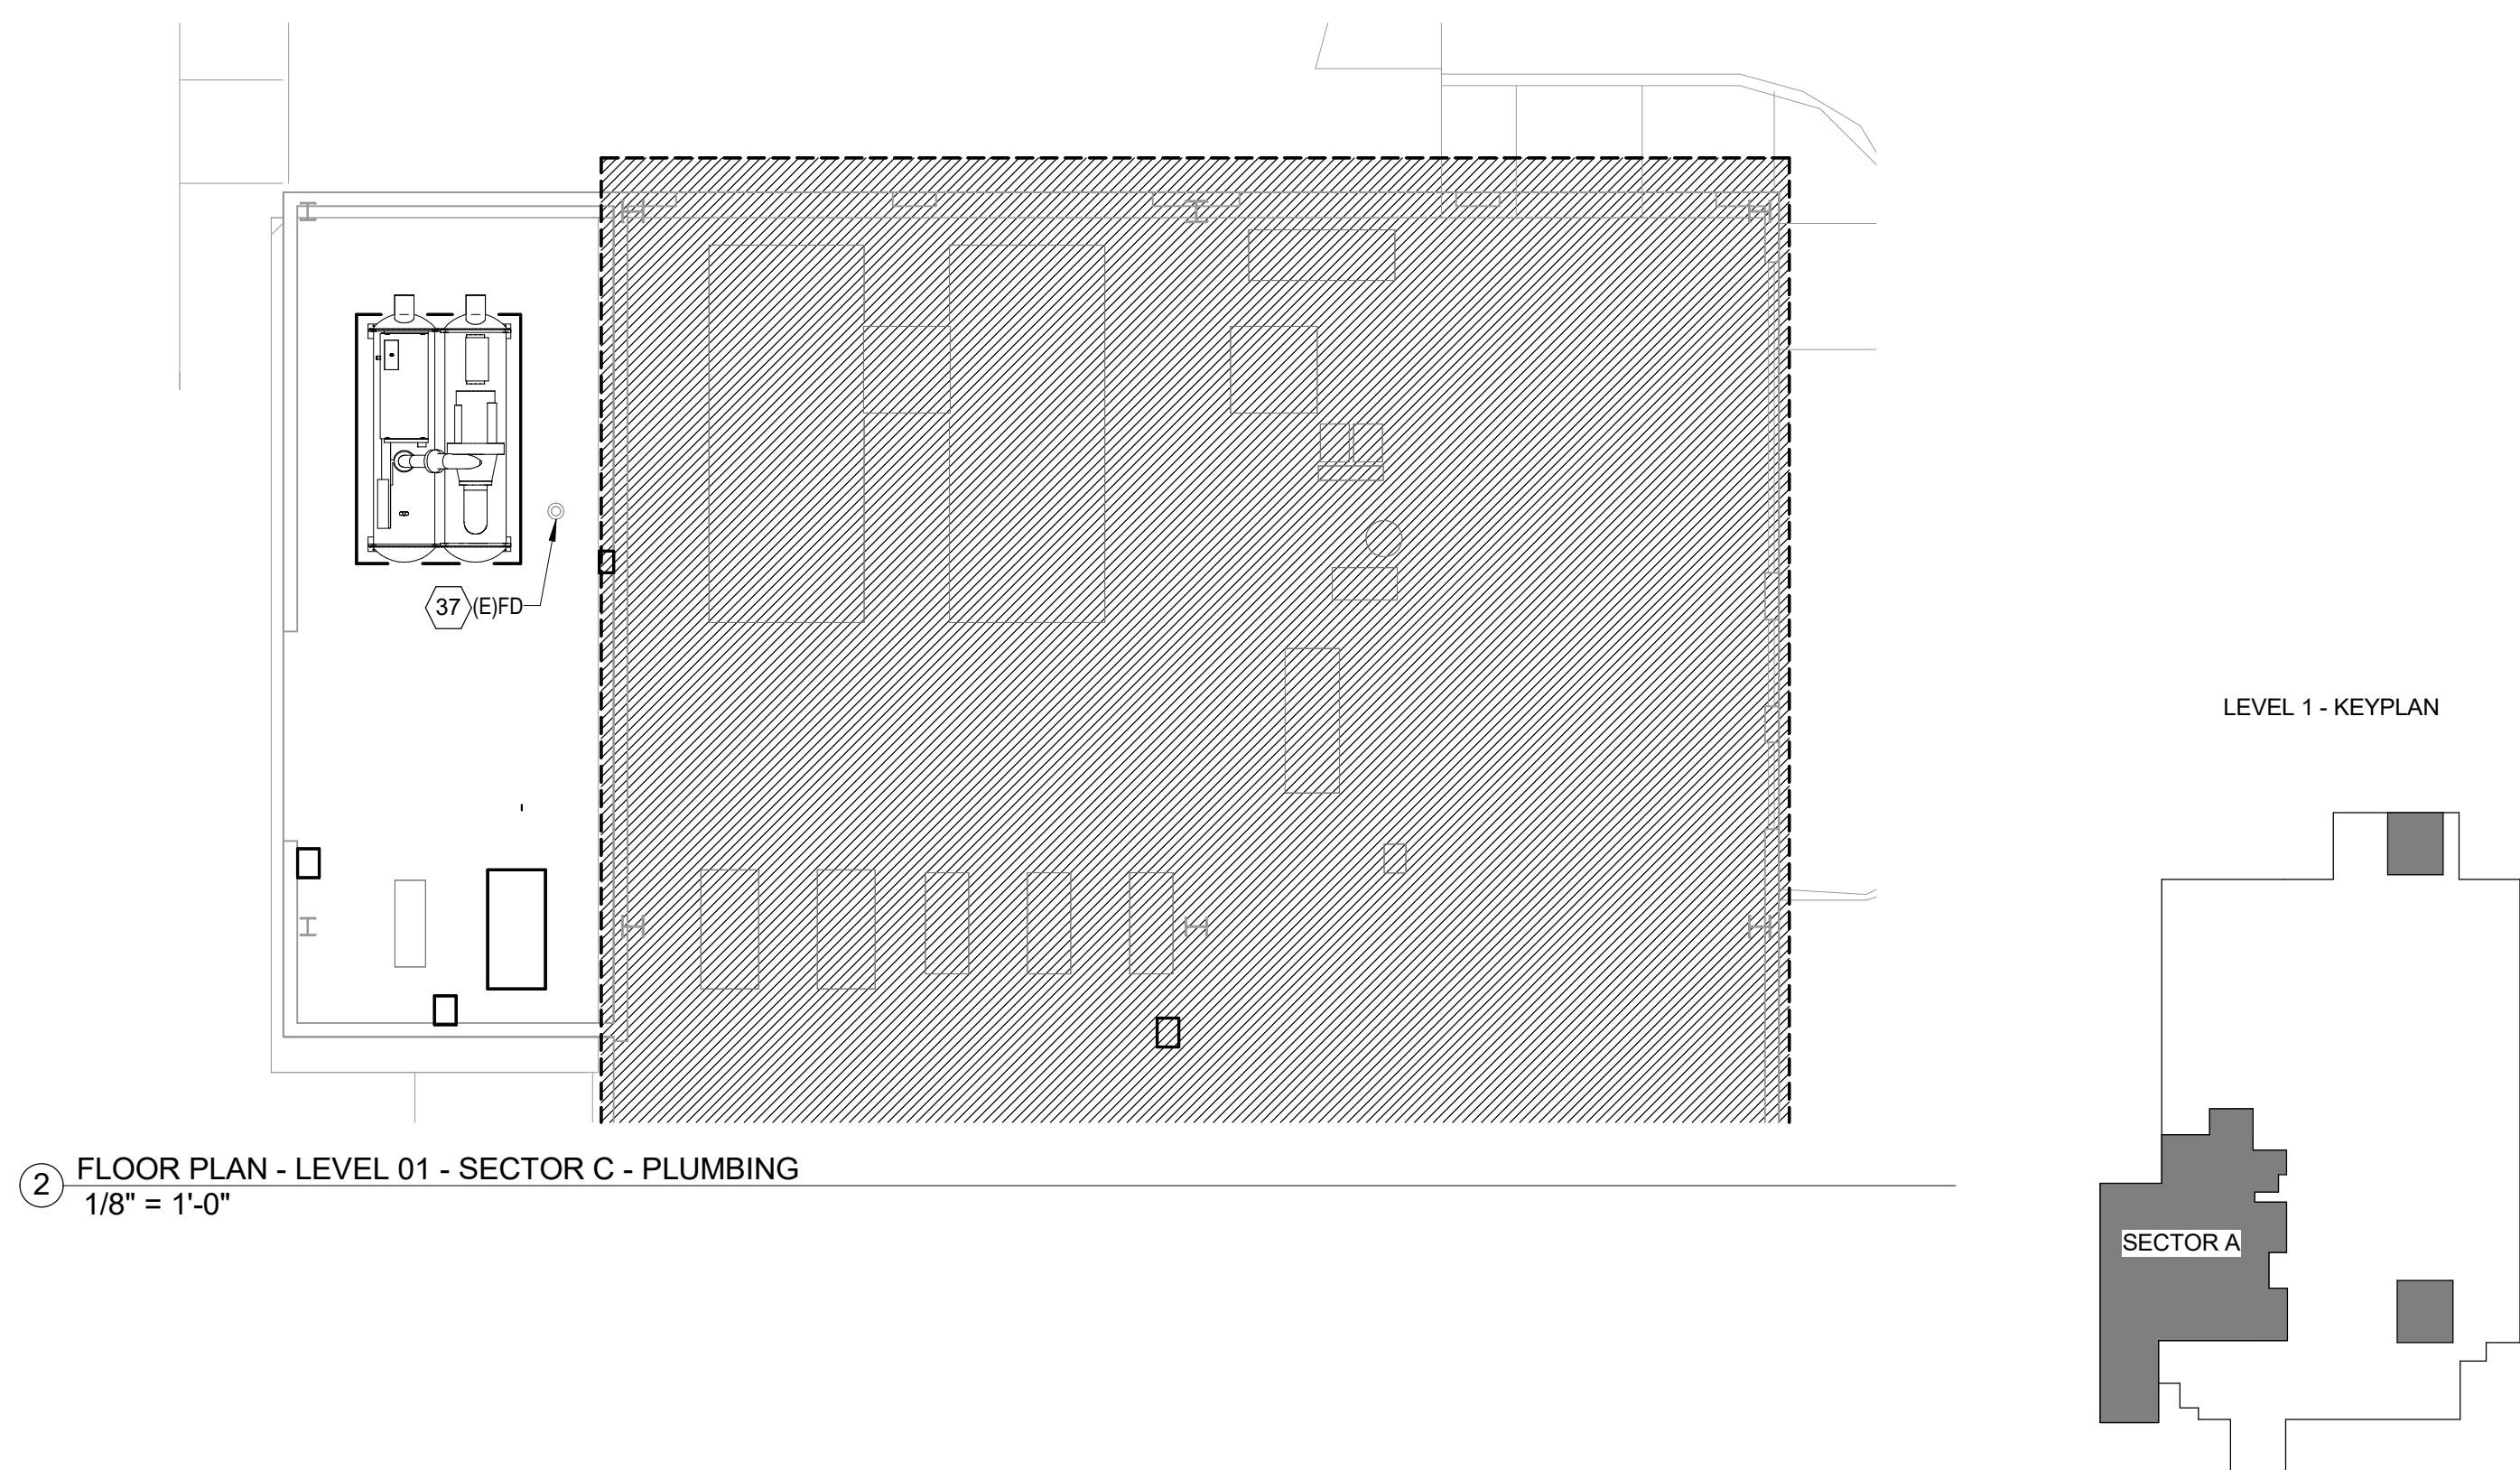 37 (E)FD
LEVEL 1 - KEYPLAN
SECTOR A
2 FLOOR PLAN - LEVEL 01 - SECTOR C - PLUMBING
1/8" = 1'-0"